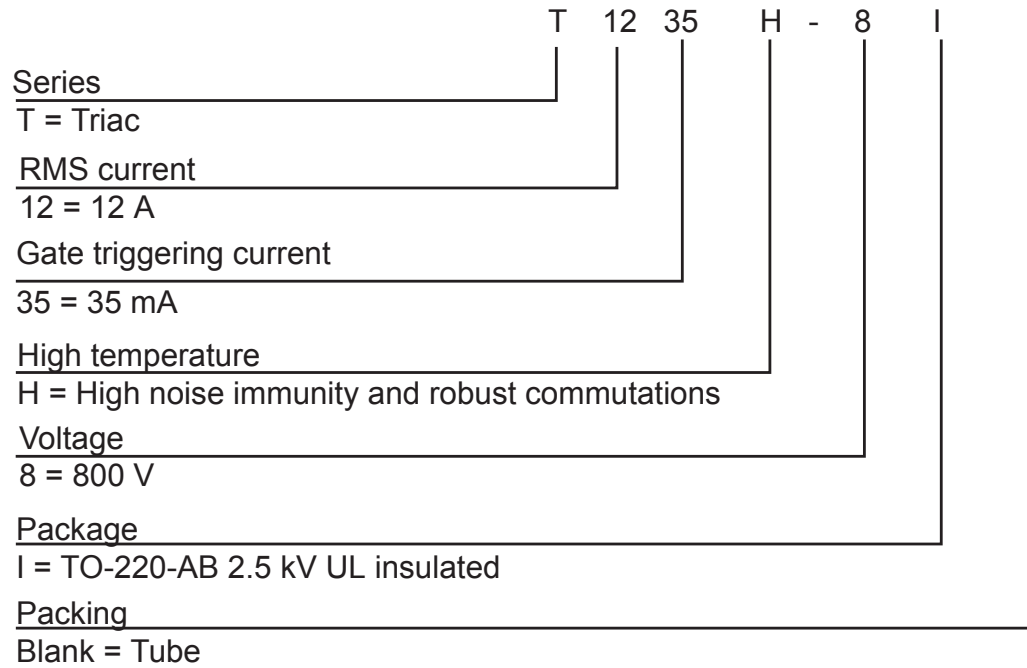 T 12 35 H - 8 I
Series
T = Triac
RMS current
12 = 12 A
Gate triggering current
35 = 35 mA
High temperature
H = High noise immunity and robust commutations
Voltage
8 = 800 V
Package
I = TO-220-AB 2.5 kV UL insulated
Packing
Blank = Tube